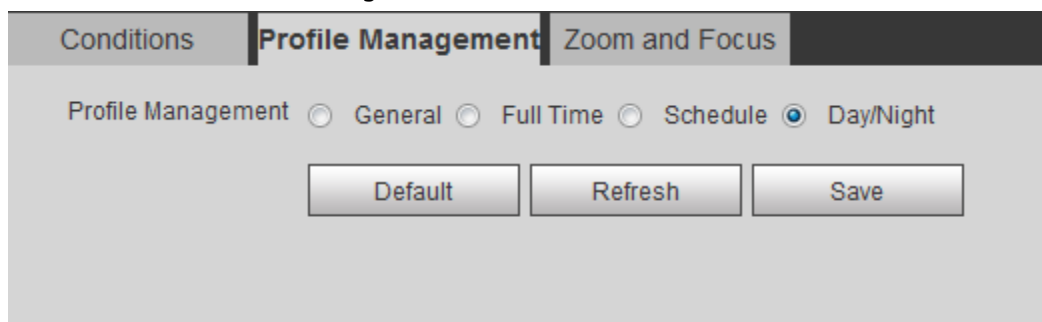 Conditions Profile Management Zoom and Focus
Profile Management General Full Time Schedule Day/Night
Default Refresh Save